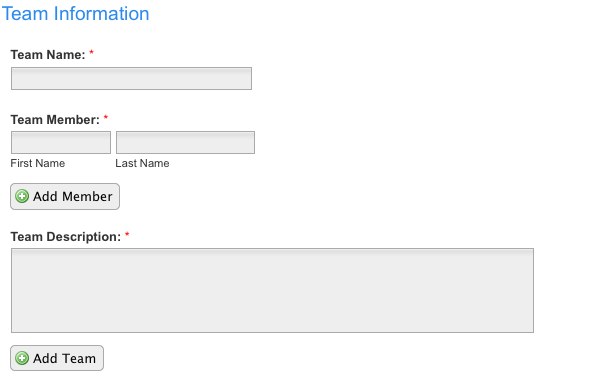 Team Information
Team Name: *
Team Member: *
First Name Last Name
Add Member
Team Description: *
Add Team